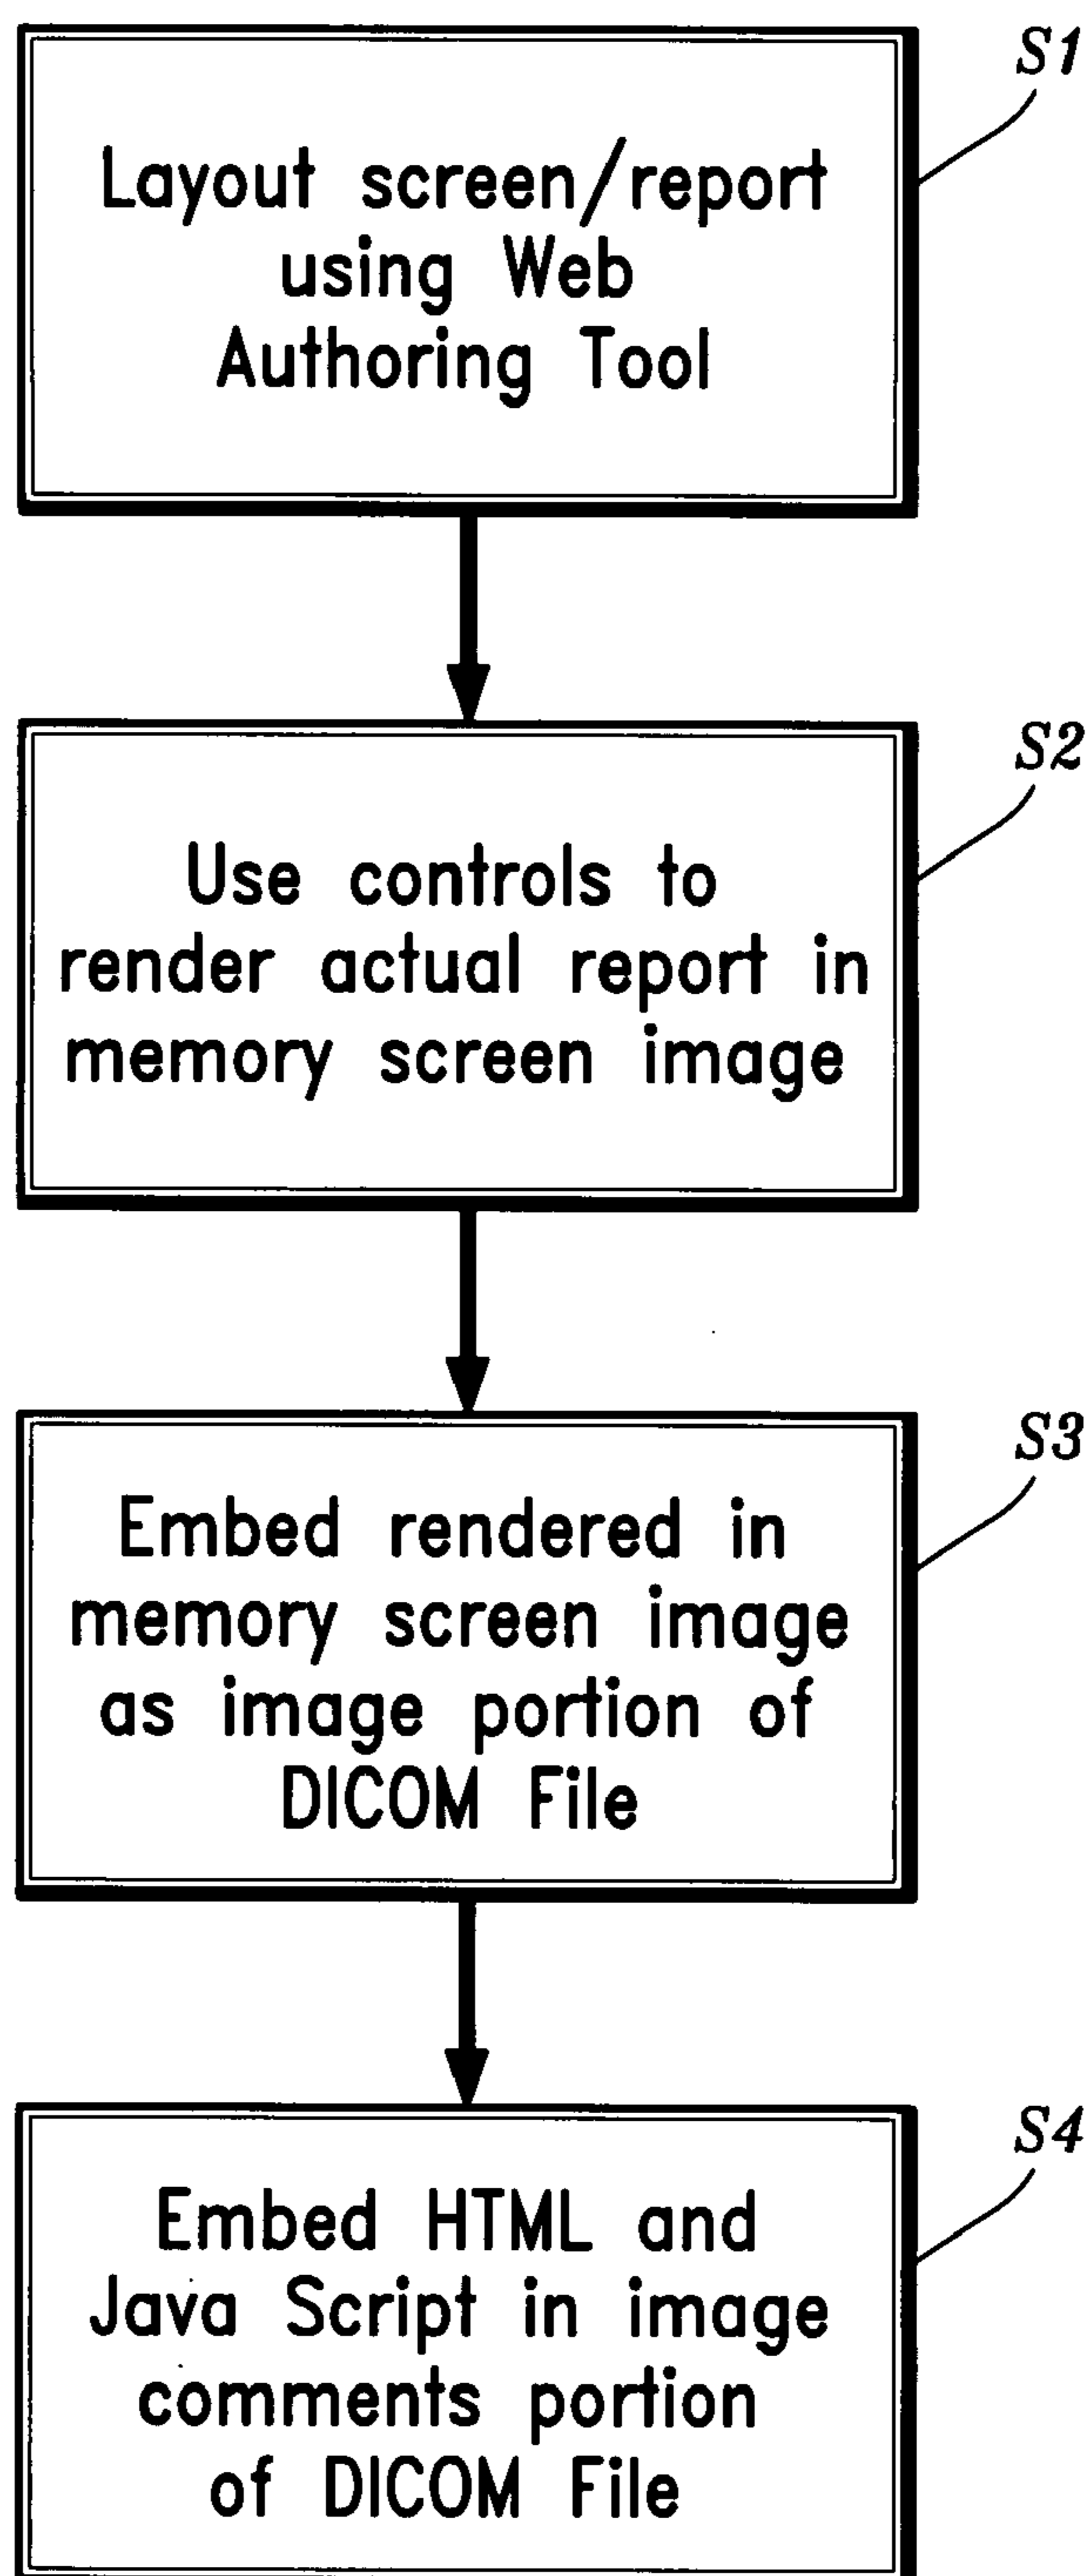 S1
Layout screen/report
using Web
Authoring Tool
S2
Use controls to
render actual report in
memory screen image
S3
Embed rendered in
memory screen image
as image portion of
DICOM File
S4
Embed HTML and
Java Script in image
comments portion
of DICOM File